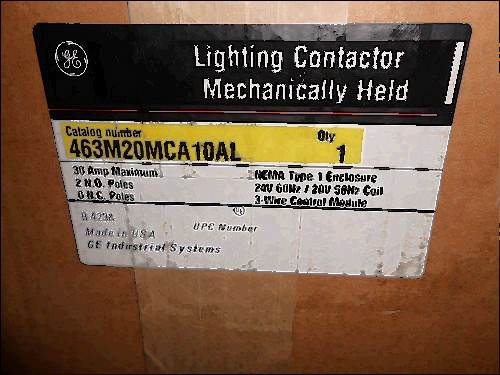 GE
Lighting Contactor
Mechanically Held
Catalog number Qty
463M20MCA10AL 1
30 Amp Maximum NEMA Type 1 Enclosure
2 N.O. Poles 24V 60Hz / 20V 50Hz Coil
0 N.C. Poles 3-Wire Control Module
UPC Number
Made in USA
GE Industrial Systems